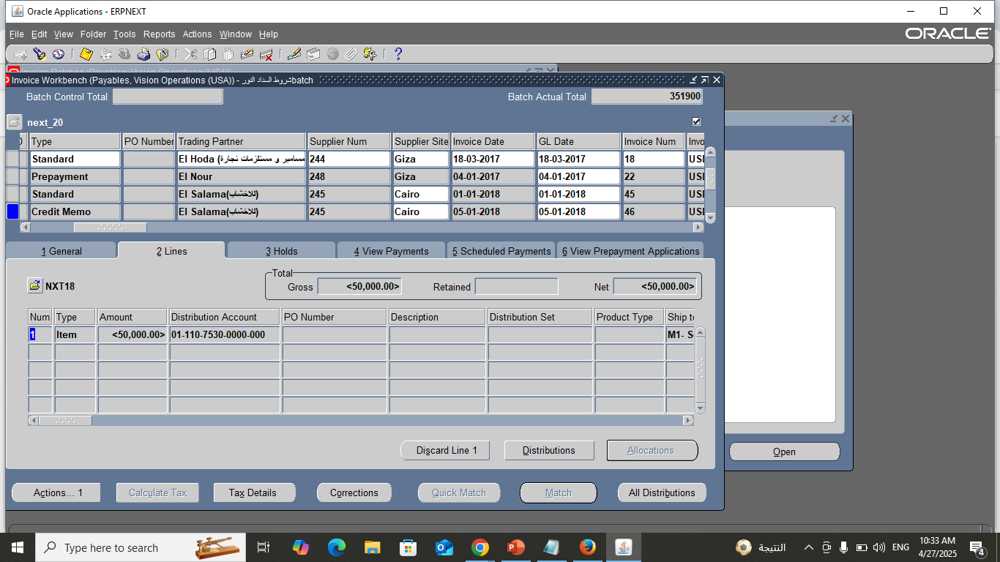 Oracle Applications - ERPNEXT
File Edit View Folder Tools Reports Actions Window Help
ORACLE
Invoice Workbench (Payables, Vision Operations (USA)) - شروط السداد النورbatch
Batch Control Total
Batch Actual Total 351900
next_20
Type PO Number Trading Partner Supplier Num Supplier Site Invoice Date GL Date Invoice Num Invo
Standard El Hoda (مسامير و مستلزمات نجارة 244 Giza 18-03-2017 18-03-2017 18 USI
Prepayment El Nour 248 Giza 04-01-2017 04-01-2017 22 USI
Standard El Salama(للاخشاب) 245 Cairo 01-01-2018 01-01-2018 45 USI
Credit Memo El Salama(للاخشاب) 245 Cairo 05-01-2018 05-01-2018 46 USI
1 General 2 Lines 3 Holds 4 View Payments 5 Scheduled Payments 6 View Prepayment Applications
Total
NXT18
Gross <50,000.00> Retained Net <50,000.00>
Num Type Amount Distribution Account PO Number Description Distribution Set Product Type Ship to
1 Item <50,000.00> 01-110-7530-0000-000 M1- S
Discard Line 1 Distributions Allocations
Open
Actions... 1 Calculate Tax Tax Details Corrections Quick Match Match All Distributions
Type here to search
النتيجة
ENG
10:33 AM
4/27/2025
4